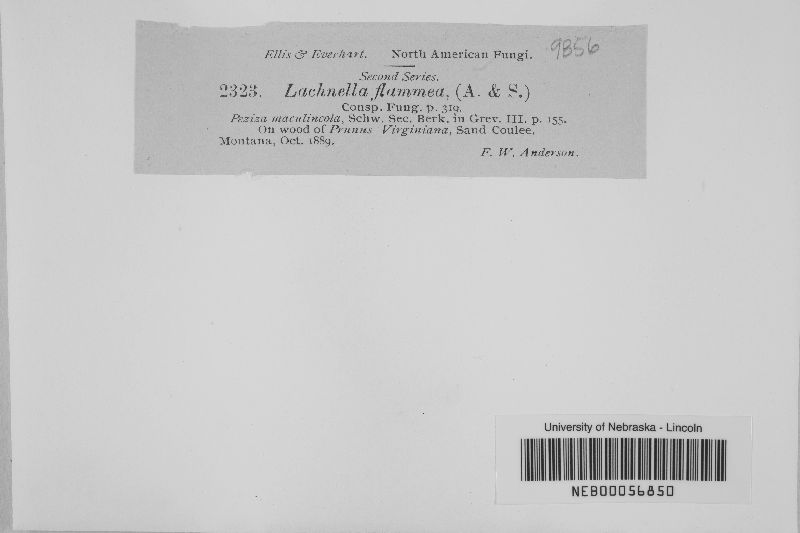 Ellis & Everhart. North American Fungi. 9856
Second Series.
2323. Lachnella flammea, (A. & S.)
Consp. Fung. p. 319.
Peziza maculincola, Schw. Sec. Berk. in Grev. III. p. 155.
On wood of Prunus Virginiana, Sand Coulee,
Montana, Oct. 1889.
F. W. Anderson.
University of Nebraska - Lincoln
NEB00056850